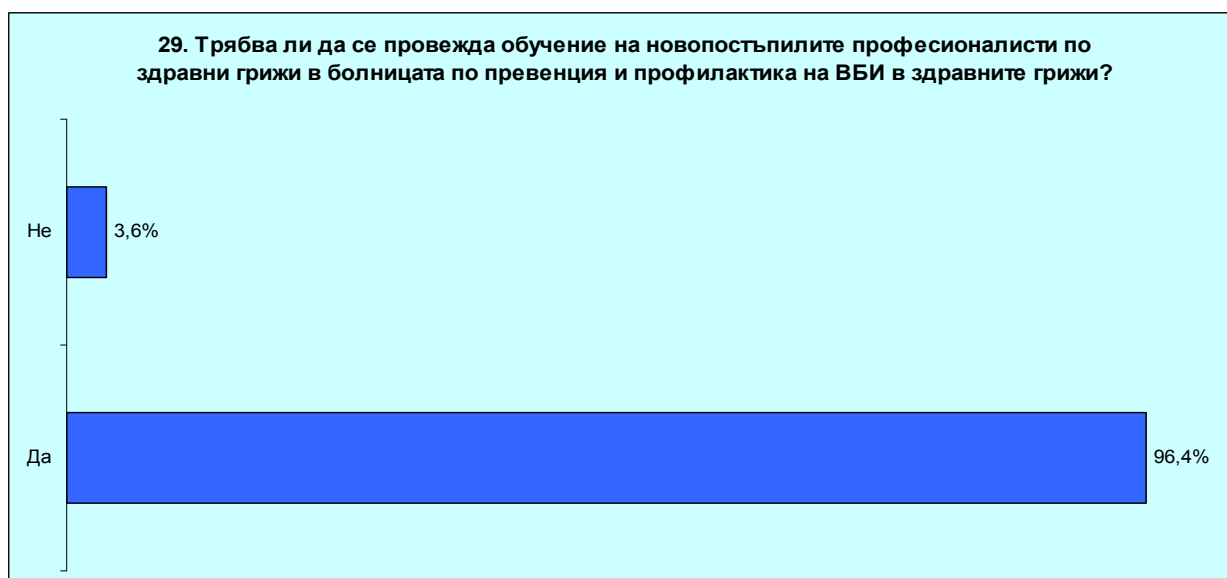 29. Трябва ли да се провежда обучение на новопостъпилите професионалисти по
здравни грижи в болницата по превенция и профилактика на ВБИ в здравните грижи?
Не
3,6%
Да
96,4%